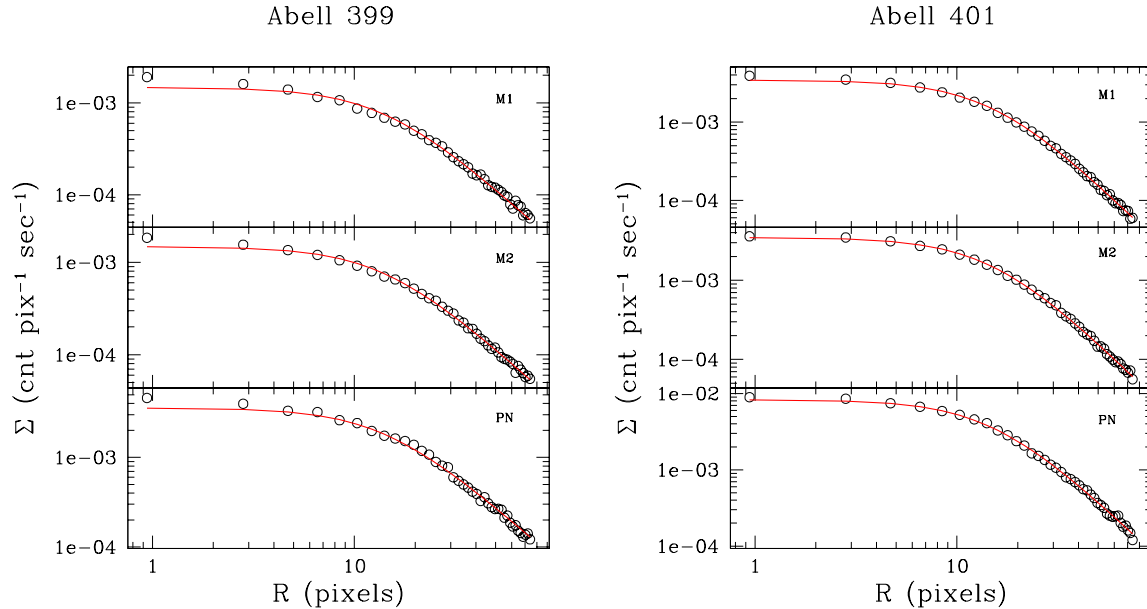 Abell 399
Abell 401
Σ (cnt pix⁻¹ sec⁻¹)
1e−03
M1
1e−04
1e−03
M2
1e−04
1e−03
PN
1e−04
1
10
R (pixels)
Σ (cnt pix⁻¹ sec⁻¹)
1e−03
M1
1e−04
1e−03
M2
1e−04
1e−02
1e−03
PN
1e−04
1
10
R (pixels)